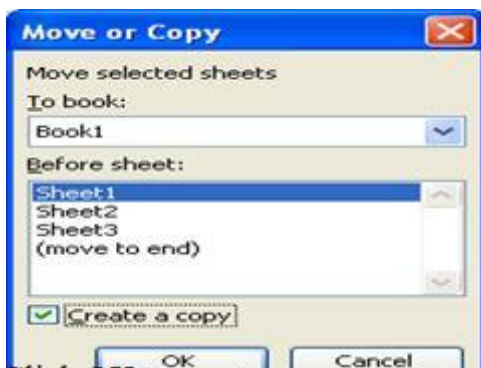 Move or Copy
Move selected sheets
To book:
Book1
Before sheet:
Sheet1
Sheet2
Sheet3
(move to end)
Create a copy
OK Cancel